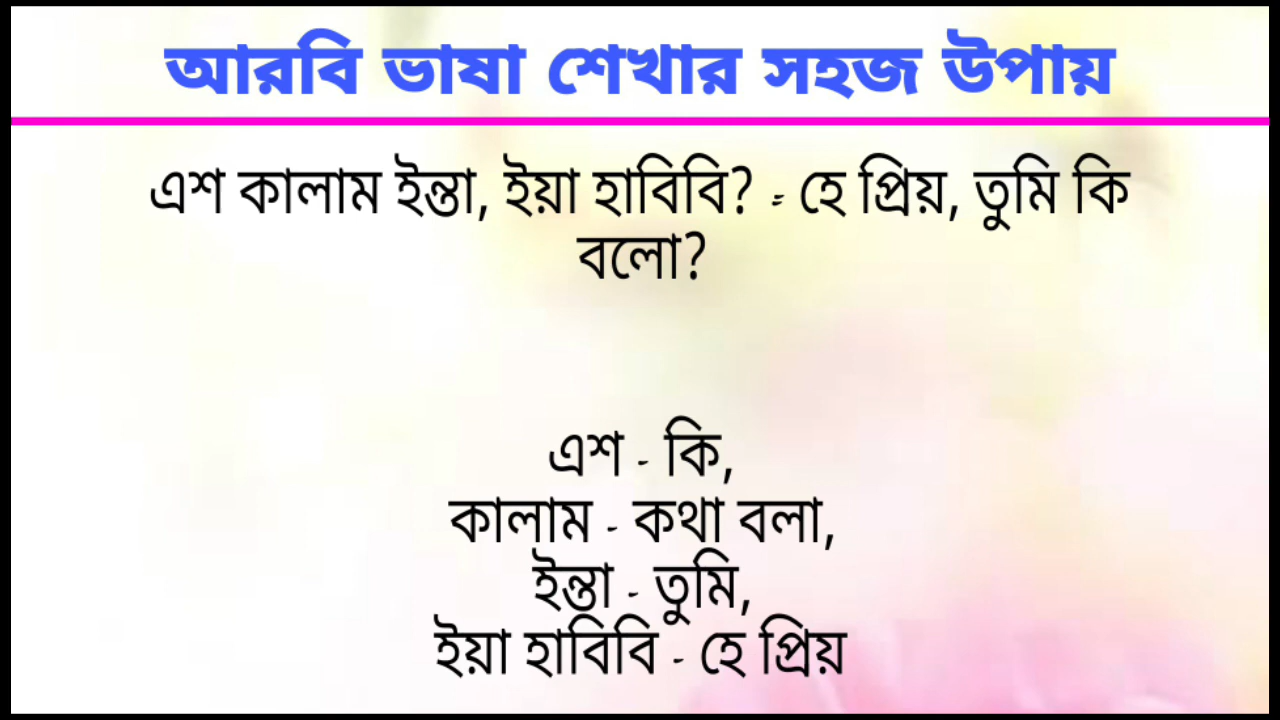 আরবি ভাষা শেখার সহজ উপায়
এশ কালাম ইন্তা, ইয়া হাবিবি? - হে প্রিয়, তুমি কি
বলো?
এশ - কি,
কালাম - কথা বলা,
ইন্তা - তুমি,
ইয়া হাবিবি - হে প্রিয়